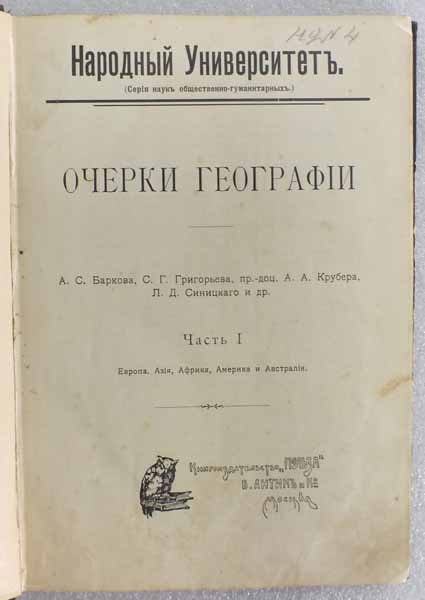 Народный Университетъ.
(Серія наукъ общественно-гуманитарныхъ.)
ОЧЕРКИ ГЕОГРАФІИ
А. С. Баркова, С. Г. Григорьева, пр.-доц. А. А. Крубера,
Л. Д. Синицкаго и др.
Часть I
Европа, Азія, Африка, Америка и Австралія.
Книгоиздательство „ПОЛЬЗА"
В. АНТИКЪ и К°
МОСКВА